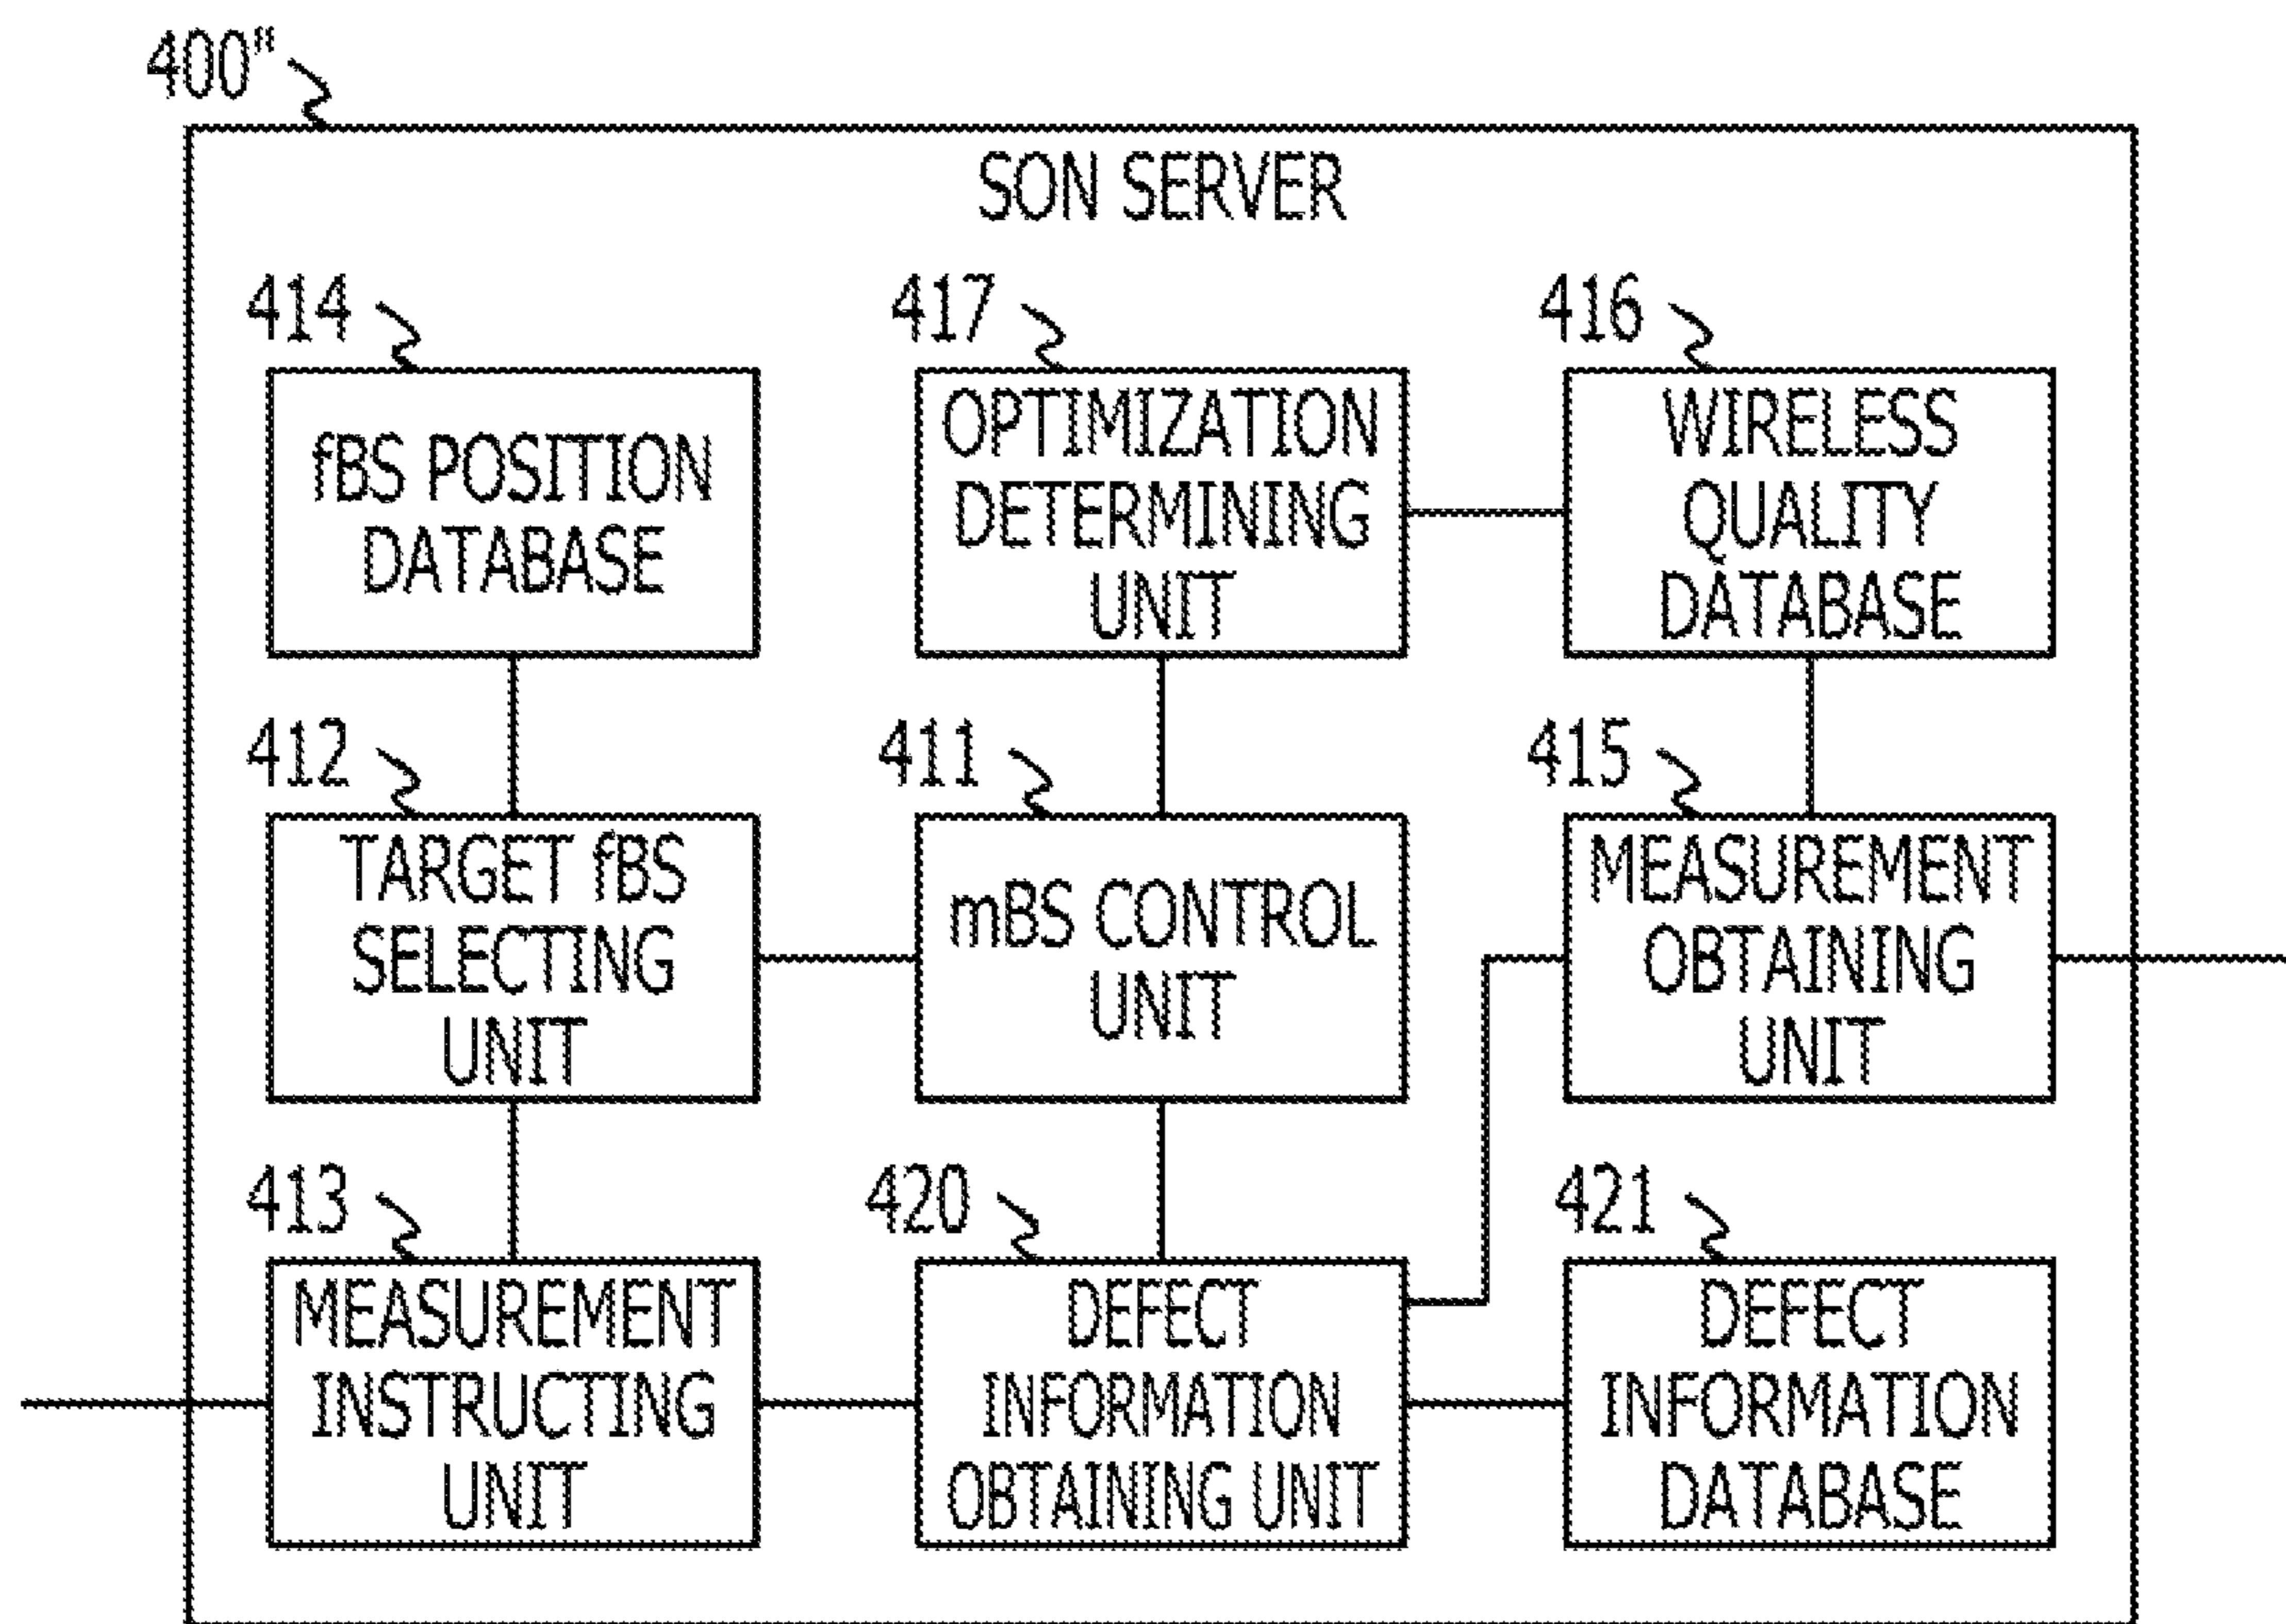 400"
SON SERVER
414
fBS POSITION
DATABASE
417
OPTIMIZATION
DETERMINING
UNIT
416
WIRELESS
QUALITY
DATABASE
412
TARGET fBS
SELECTING
UNIT
411
mBS CONTROL
UNIT
415
MEASUREMENT
OBTAINING
UNIT
413
MEASUREMENT
INSTRUCTING
UNIT
420
DEFECT
INFORMATION
OBTAINING UNIT
421
DEFECT
INFORMATION
DATABASE